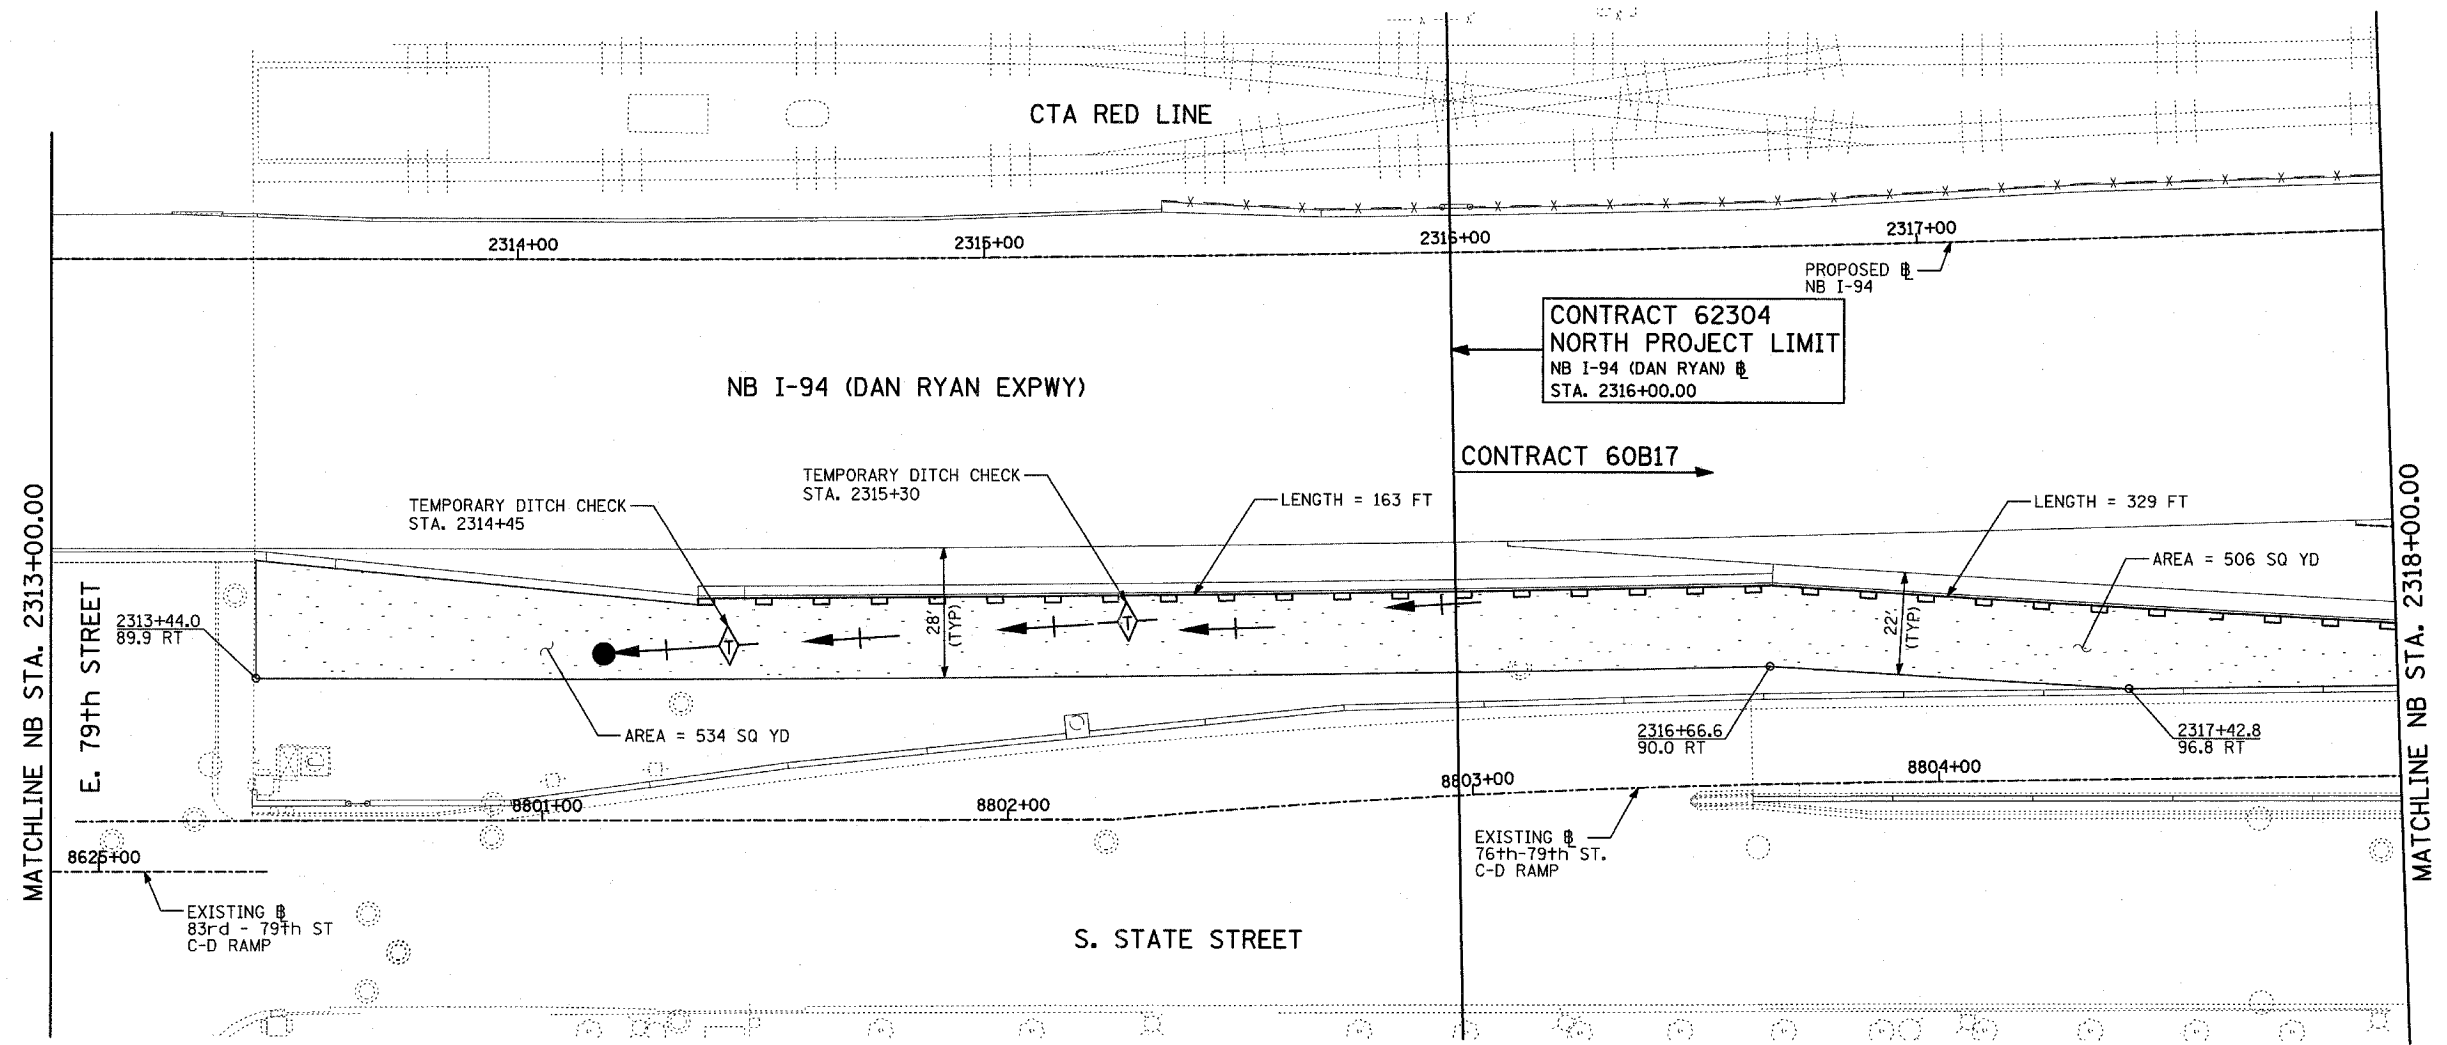 CTA RED LINE
2314+00
2315+00
2316+00
2317+00
PROPOSED ⅊
NB I-94
CONTRACT 62304
NORTH PROJECT LIMIT
NB I-94 (DAN RYAN) ⅊
STA. 2316+00.00
NB I-94 (DAN RYAN EXPWY)
CONTRACT 60B17
TEMPORARY DITCH CHECK
STA. 2315+30
TEMPORARY DITCH CHECK
STA. 2314+45
LENGTH = 163 FT
LENGTH = 329 FT
AREA = 506 SQ YD
MATCHLINE NB STA. 2313+00.00
E. 79th STREET
2313+44.0
89.9 RT
T
T
28'
(TYP)
22'
(TYP)
AREA = 534 SQ YD
2316+66.6
90.0 RT
2317+42.8
96.8 RT
MATCHLINE NB STA. 2318+00.00
8801+00
8802+00
8803+00
8804+00
8625+00
EXISTING ⅊
76th-79th ST.
C-D RAMP
EXISTING ⅊
83rd - 79th ST
C-D RAMP
S. STATE STREET